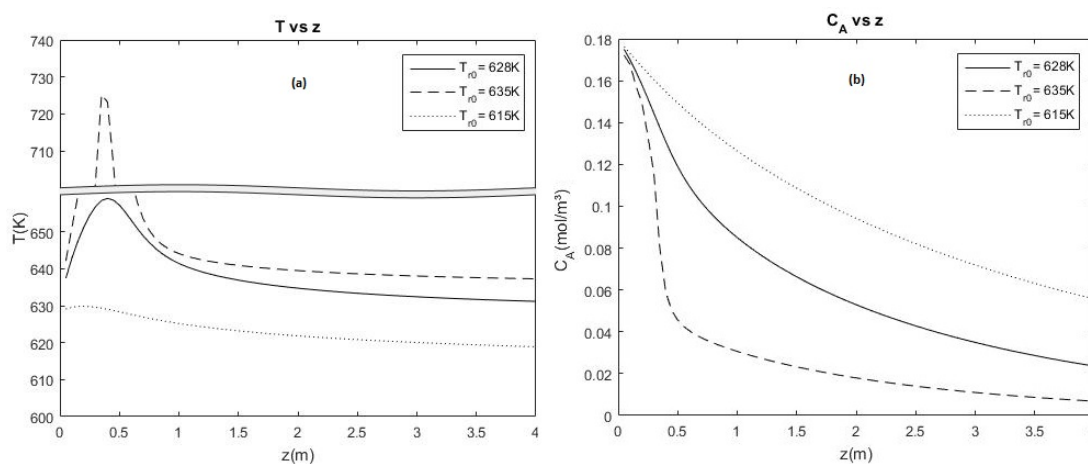 T vs z
740
730
720
710
650
640
630
620
610
600
T(K)
0
0.5
1
1.5
2
2.5
3
3.5
4
z(m)
(a)
T_r0 = 628K
T_r0 = 635K
T_r0 = 615K
C_A vs z
0.18
0.16
0.14
0.12
0.1
0.08
0.06
0.04
0.02
0
C_A(mol/m³)
0
0.5
1
1.5
2
2.5
3
3.5
4
z(m)
(b)
T_r0 = 628K
T_r0 = 635K
T_r0 = 615K